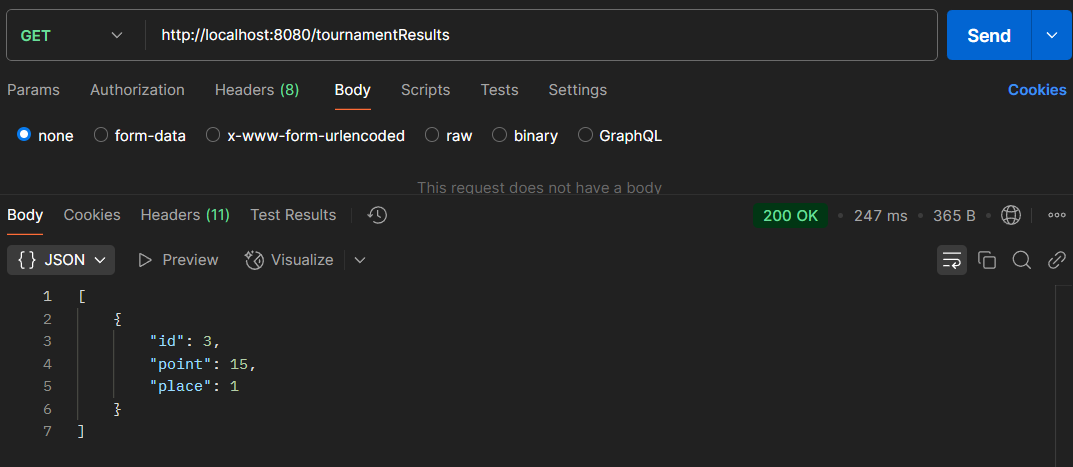 GET http://localhost:8080/tournamentResults Send
Params Authorization Headers (8) Body Scripts Tests Settings Cookies
none form-data x-www-form-urlencoded raw binary GraphQL
This request does not have a body
Body Cookies Headers (11) Test Results 200 OK • 247 ms • 365 B •
{} JSON Preview Visualize
1 [
2 {
3 "id": 3,
4 "point": 15,
5 "place": 1
6 }
7 ]